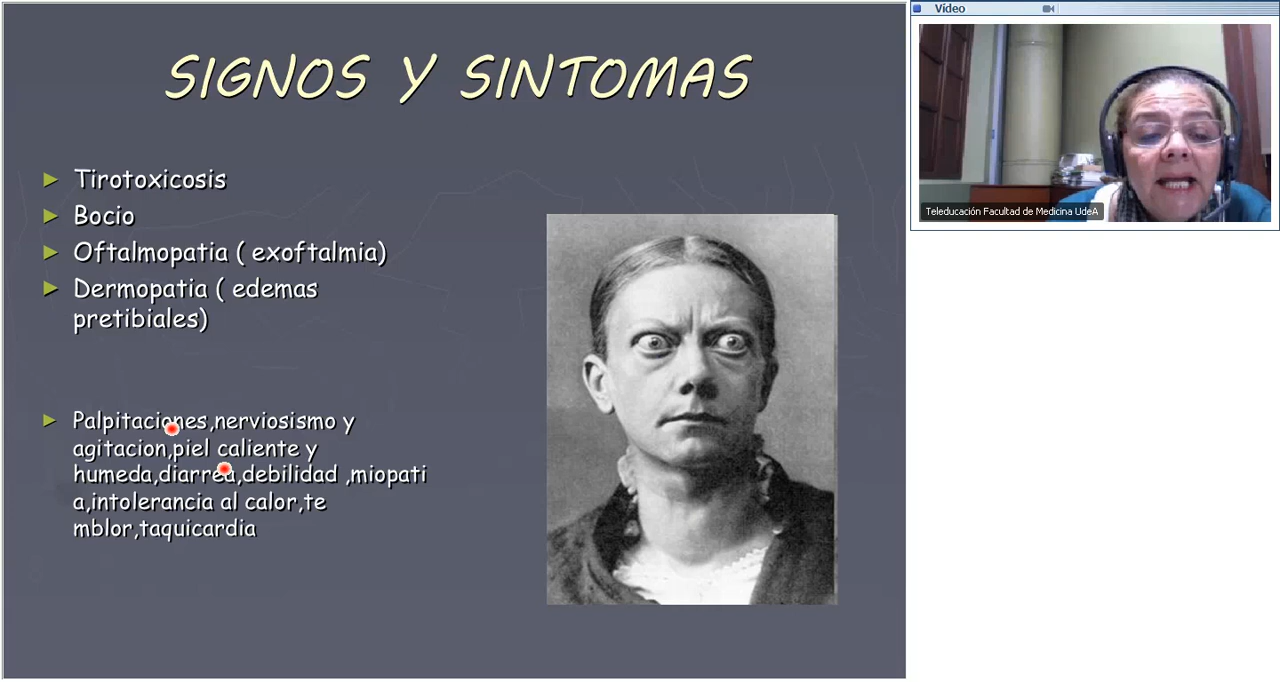 SIGNOS Y SINTOMAS
Tirotoxicosis
Bocio
Oftalmopatia ( exoftalmia)
Dermopatia ( edemas
pretibiales)
Palpitaciones,nerviosismo y
agitacion,piel caliente y
humeda,diarrea,debilidad ,miopati
a,intolerancia al calor,te
mblor,taquicardia
Vídeo
Teleducación Facultad de Medicina UdeA